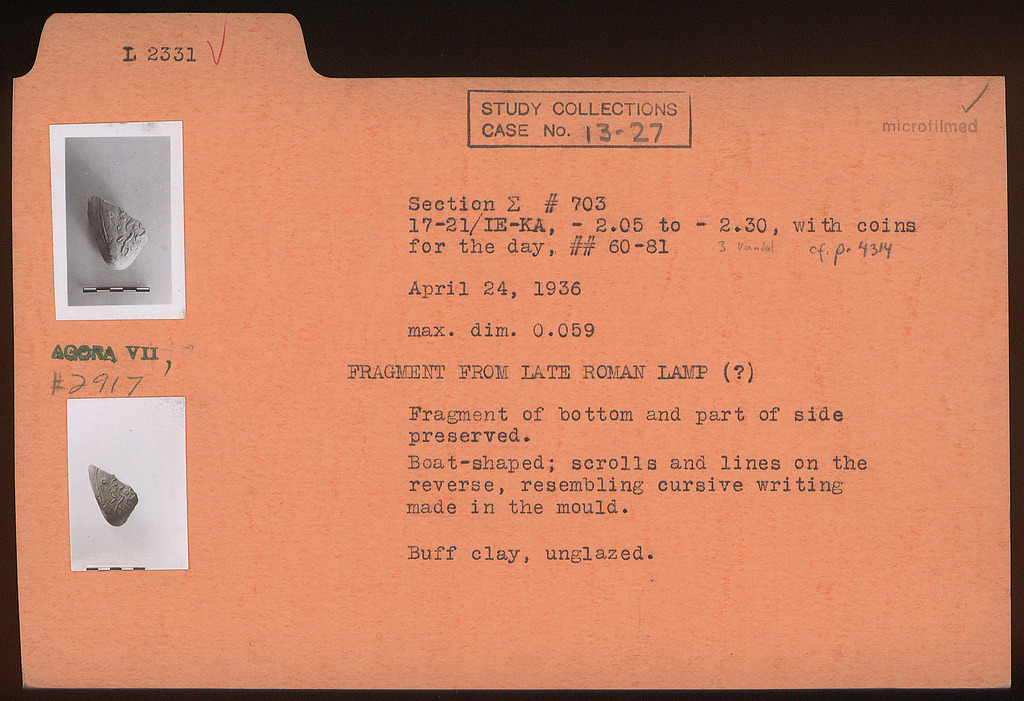 L 2331
STUDY COLLECTIONS
CASE No. 13-27
microfilmed
Section Σ # 703
17-21/IE-KA, - 2.05 to - 2.30, with coins
for the day, ## 60-81 3 Vandal cf. p. 4314
April 24, 1936
max. dim. 0.059
AGORA VII,
#2917
FRAGMENT FROM LATE ROMAN LAMP (?)
Fragment of bottom and part of side
preserved.
Boat-shaped; scrolls and lines on the
reverse, resembling cursive writing
made in the mould.
Buff clay, unglazed.